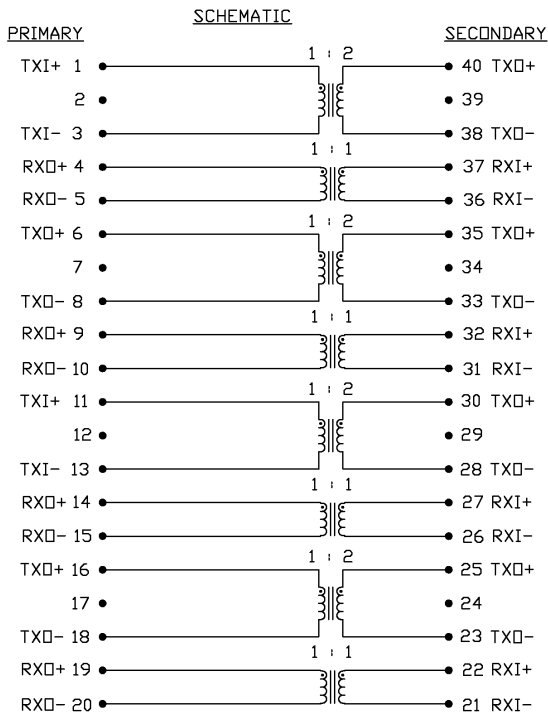 SCHEMATIC
PRIMARY SECONDARY
1 : 2
TXI+ 1 40 TXO+
2 39
TXI- 3 38 TXO-
1 : 1
RXO+ 4 37 RXI+
RXO- 5 36 RXI-
1 : 2
TXO+ 6 35 TXO+
7 34
TXO- 8 33 TXO-
1 : 1
RXO+ 9 32 RXI+
RXO- 10 31 RXI-
1 : 2
TXI+ 11 30 TXO+
12 29
TXI- 13 28 TXO-
1 : 1
RXO+ 14 27 RXI+
RXO- 15 26 RXI-
1 : 2
TXO+ 16 25 TXO+
17 24
TXO- 18 23 TXO-
1 : 1
RXO+ 19 22 RXI+
RXO- 20 21 RXI-